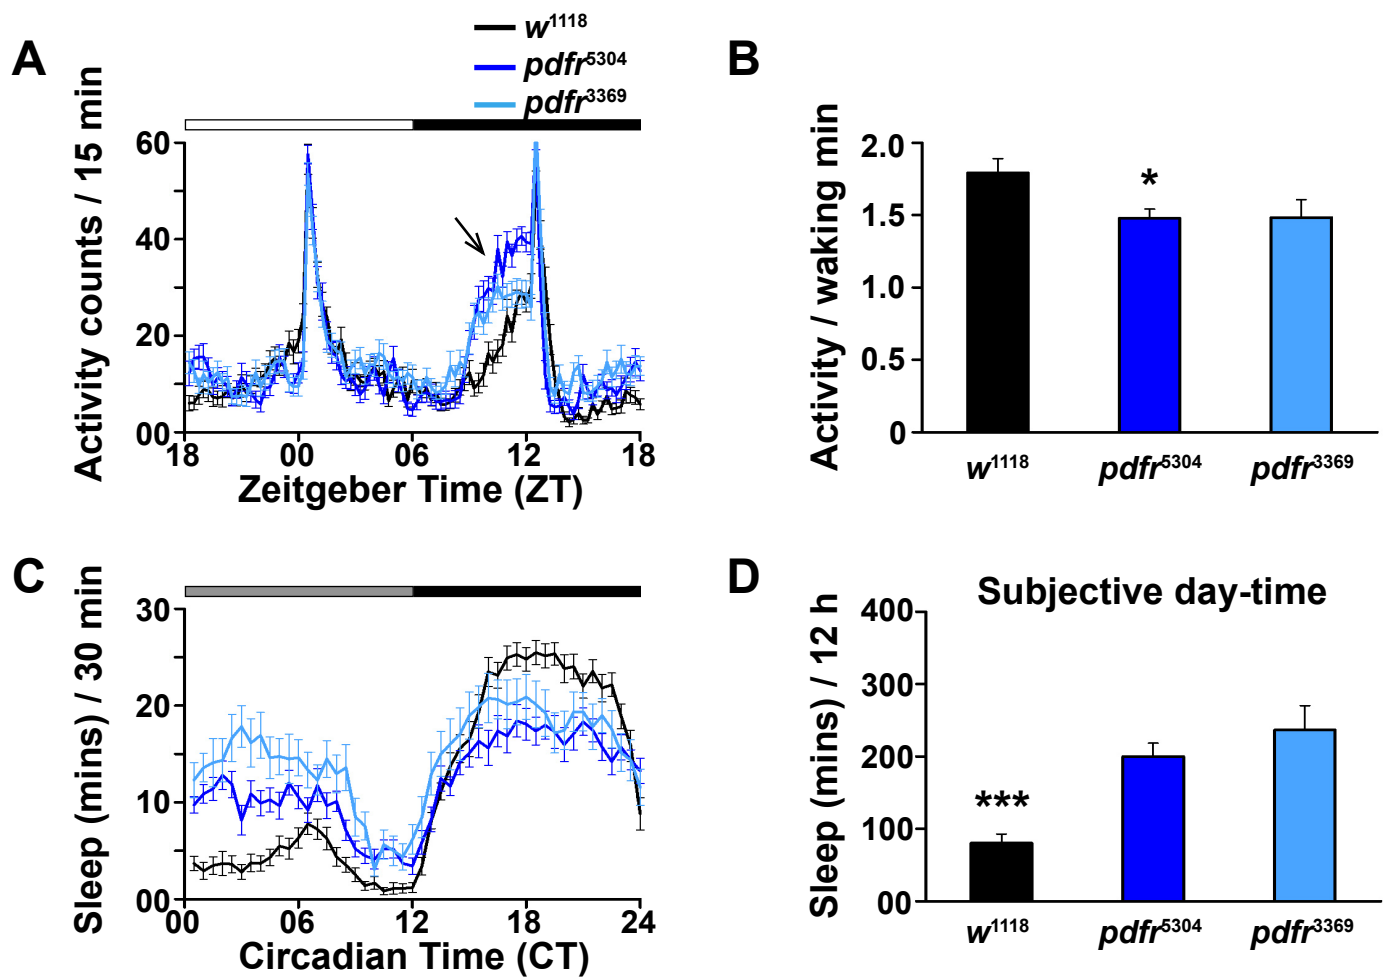 A
w1118
pdfr5304
pdfr3369
Activity counts / 15 min
60
40
20
00
18 00 06 12 18
Zeitgeber Time (ZT)
B
Activity / waking min
2.0
1.5
1.0
0.5
0
*
w1118 pdfr5304 pdfr3369
C
Sleep (mins) / 30 min
30
20
10
00
00 06 12 18 24
Circadian Time (CT)
D
Subjective day-time
Sleep (mins) / 12 h
400
300
200
100
00
***
w1118 pdfr5304 pdfr3369